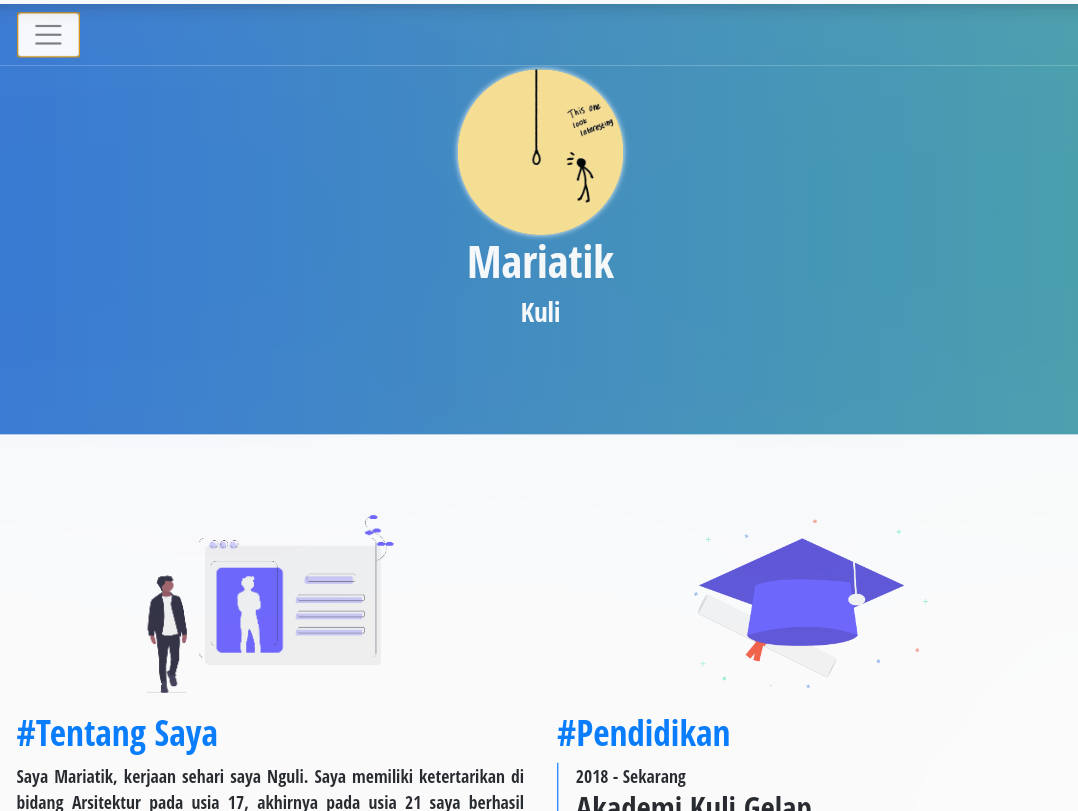 This one
look
interesting
Mariatik
Kuli
#Tentang Saya
Saya Mariatik, kerjaan sehari saya Nguli. Saya memiliki ketertarikan di
bidang Arsitektur pada usia 17, akhirnya pada usia 21 saya berhasil
#Pendidikan
2018 - Sekarang
Akademi Kuli Gelap